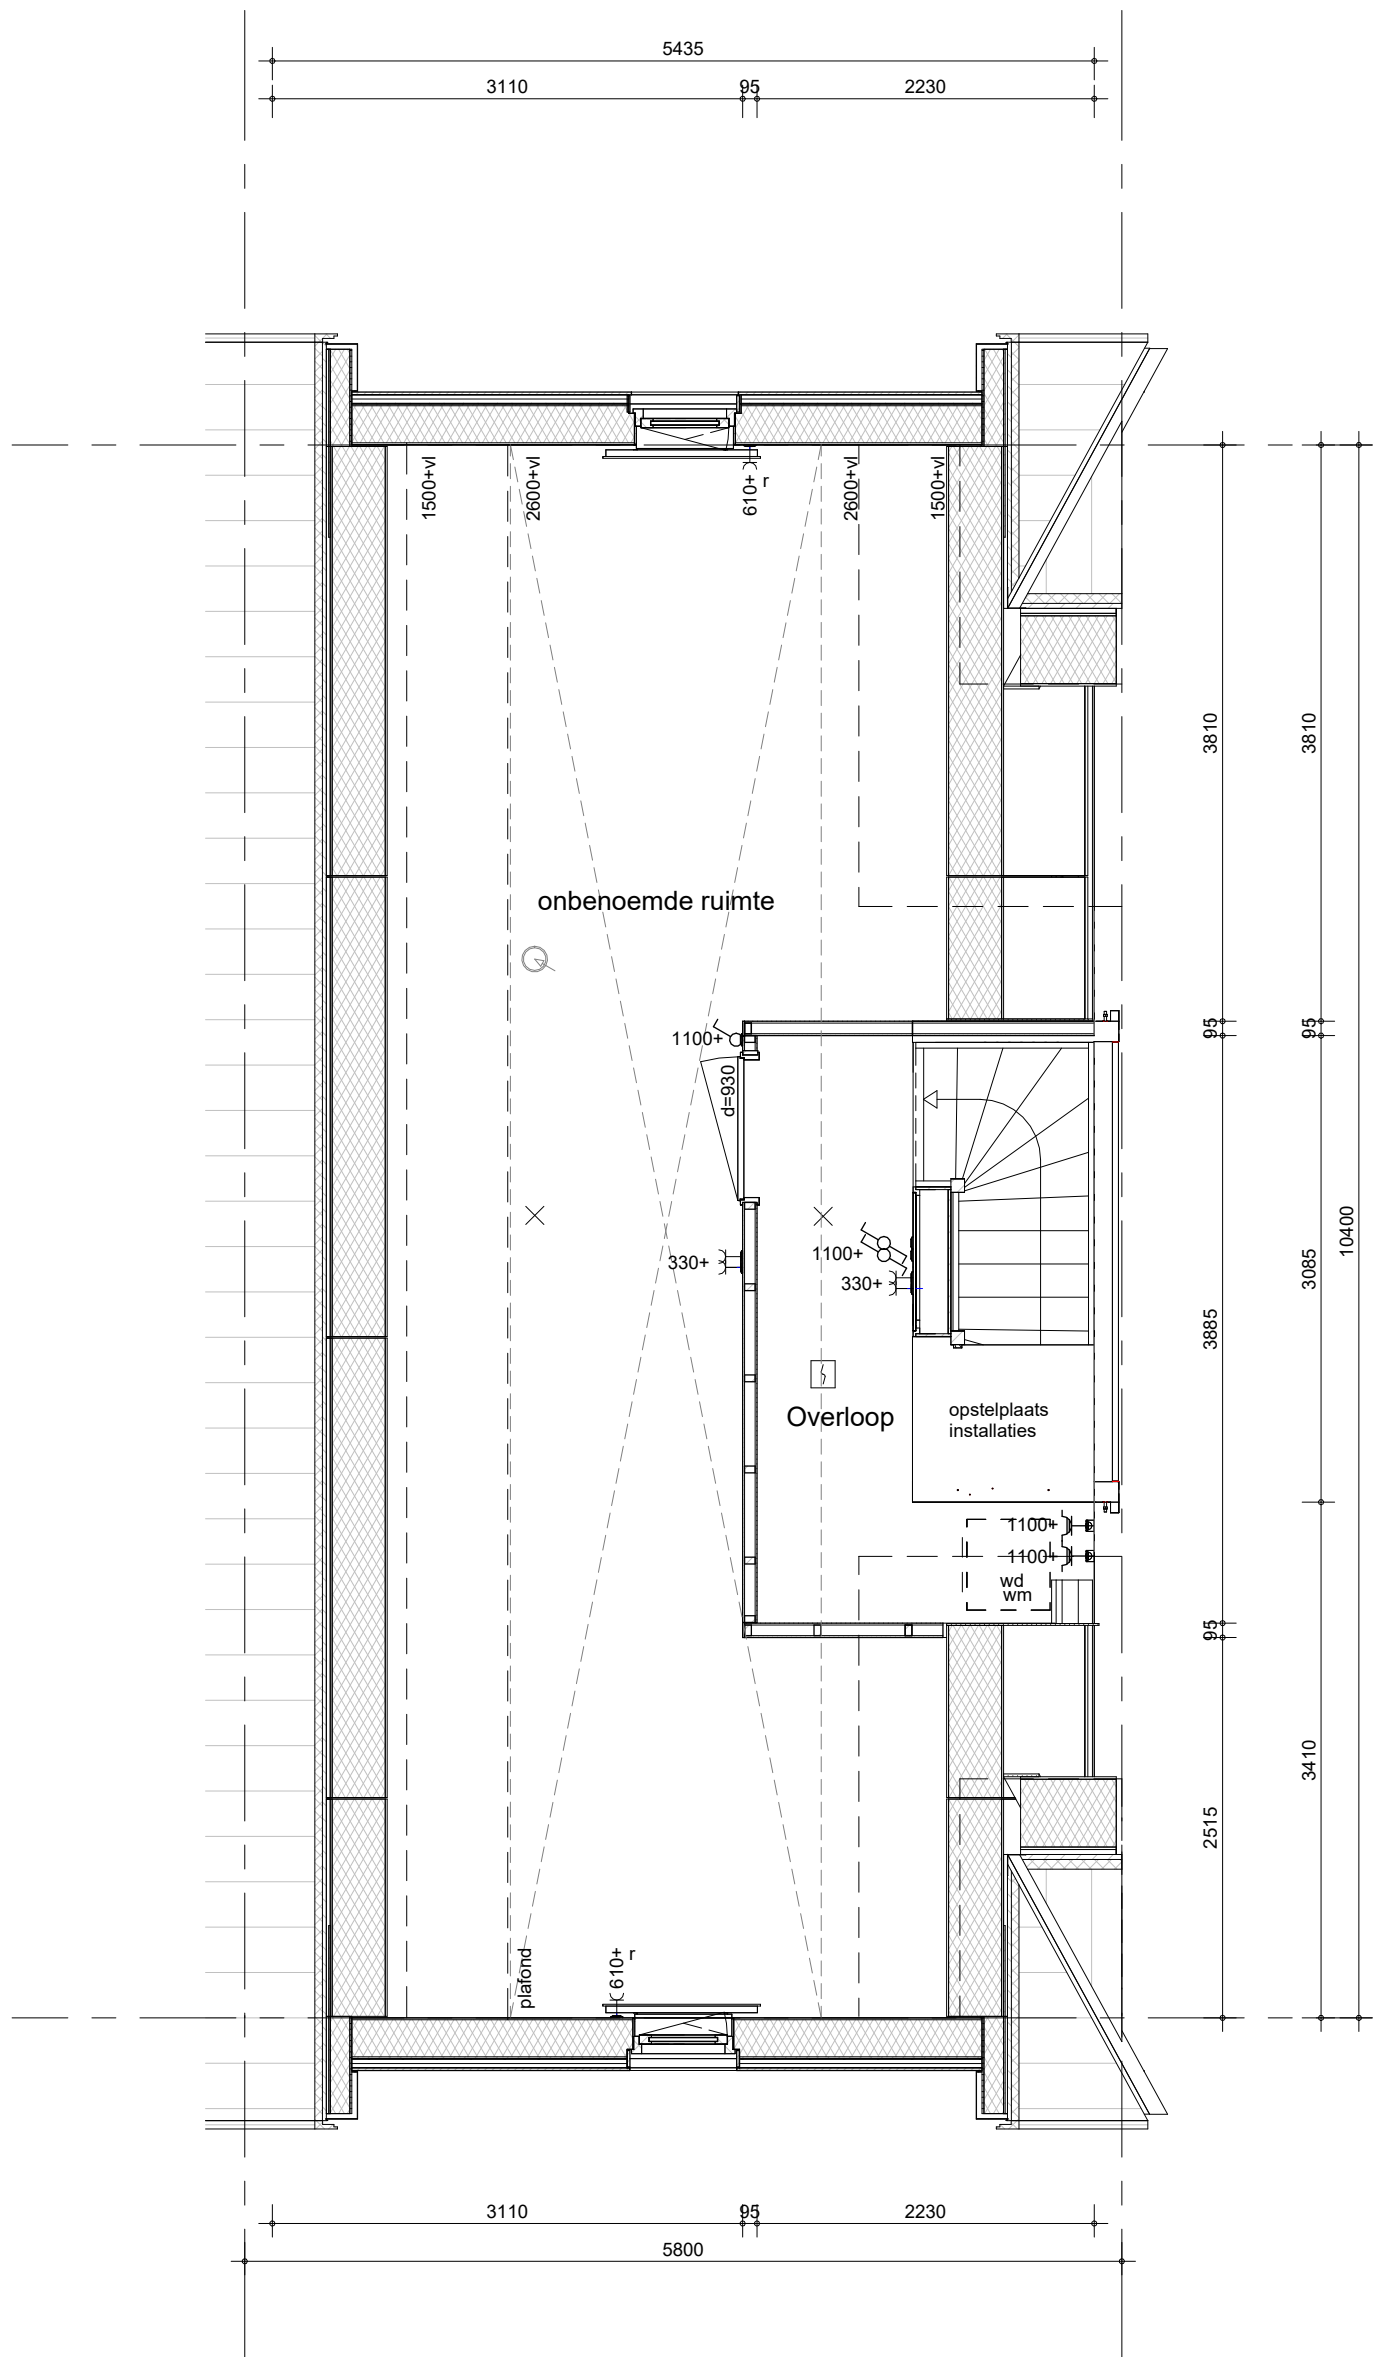 5435
3110
95
2230
1500+vl
2600+vl
610+
r
2600+vl
1500+vl
3810
3810
onbenoemde ruimte
1100+
95
95
d=930
10400
1100+
330+
330+
3085
3885
Overloop
opstelplaats
installaties
1100+
1100+
wd
wm
95
3410
2515
plafond
610+
r
3110
95
2230
5800